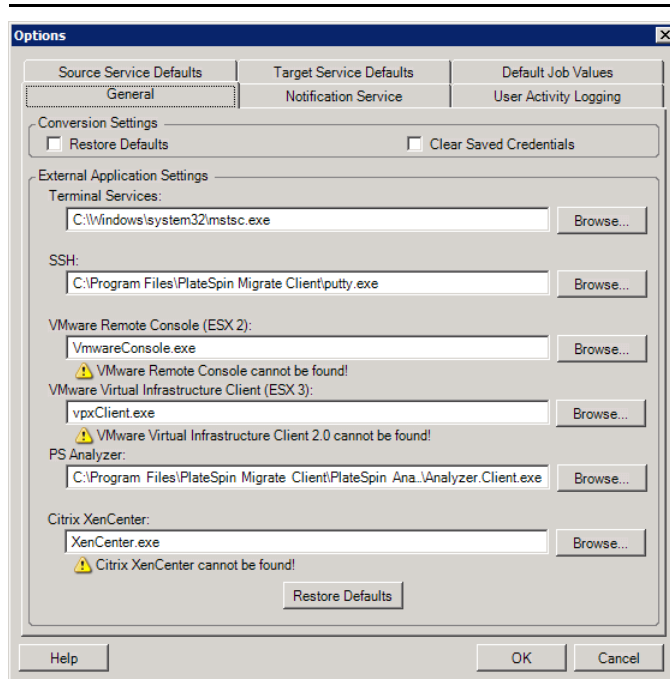 Options
Source Service Defaults Target Service Defaults Default Job Values
General Notification Service User Activity Logging
Conversion Settings
Restore Defaults Clear Saved Credentials
External Application Settings
Terminal Services:
C:\Windows\system32\mstsc.exe Browse...
SSH:
C:\Program Files\PlateSpin Migrate Client\putty.exe Browse...
VMware Remote Console (ESX 2):
VmwareConsole.exe Browse...
VMware Remote Console cannot be found!
VMware Virtual Infrastructure Client (ESX 3):
vpxClient.exe Browse...
VMware Virtual Infrastructure Client 2.0 cannot be found!
PS Analyzer:
C:\Program Files\PlateSpin Migrate Client\PlateSpin Ana..\Analyzer.Client.exe Browse...
Citrix XenCenter:
XenCenter.exe Browse...
Citrix XenCenter cannot be found!
Restore Defaults
Help OK Cancel